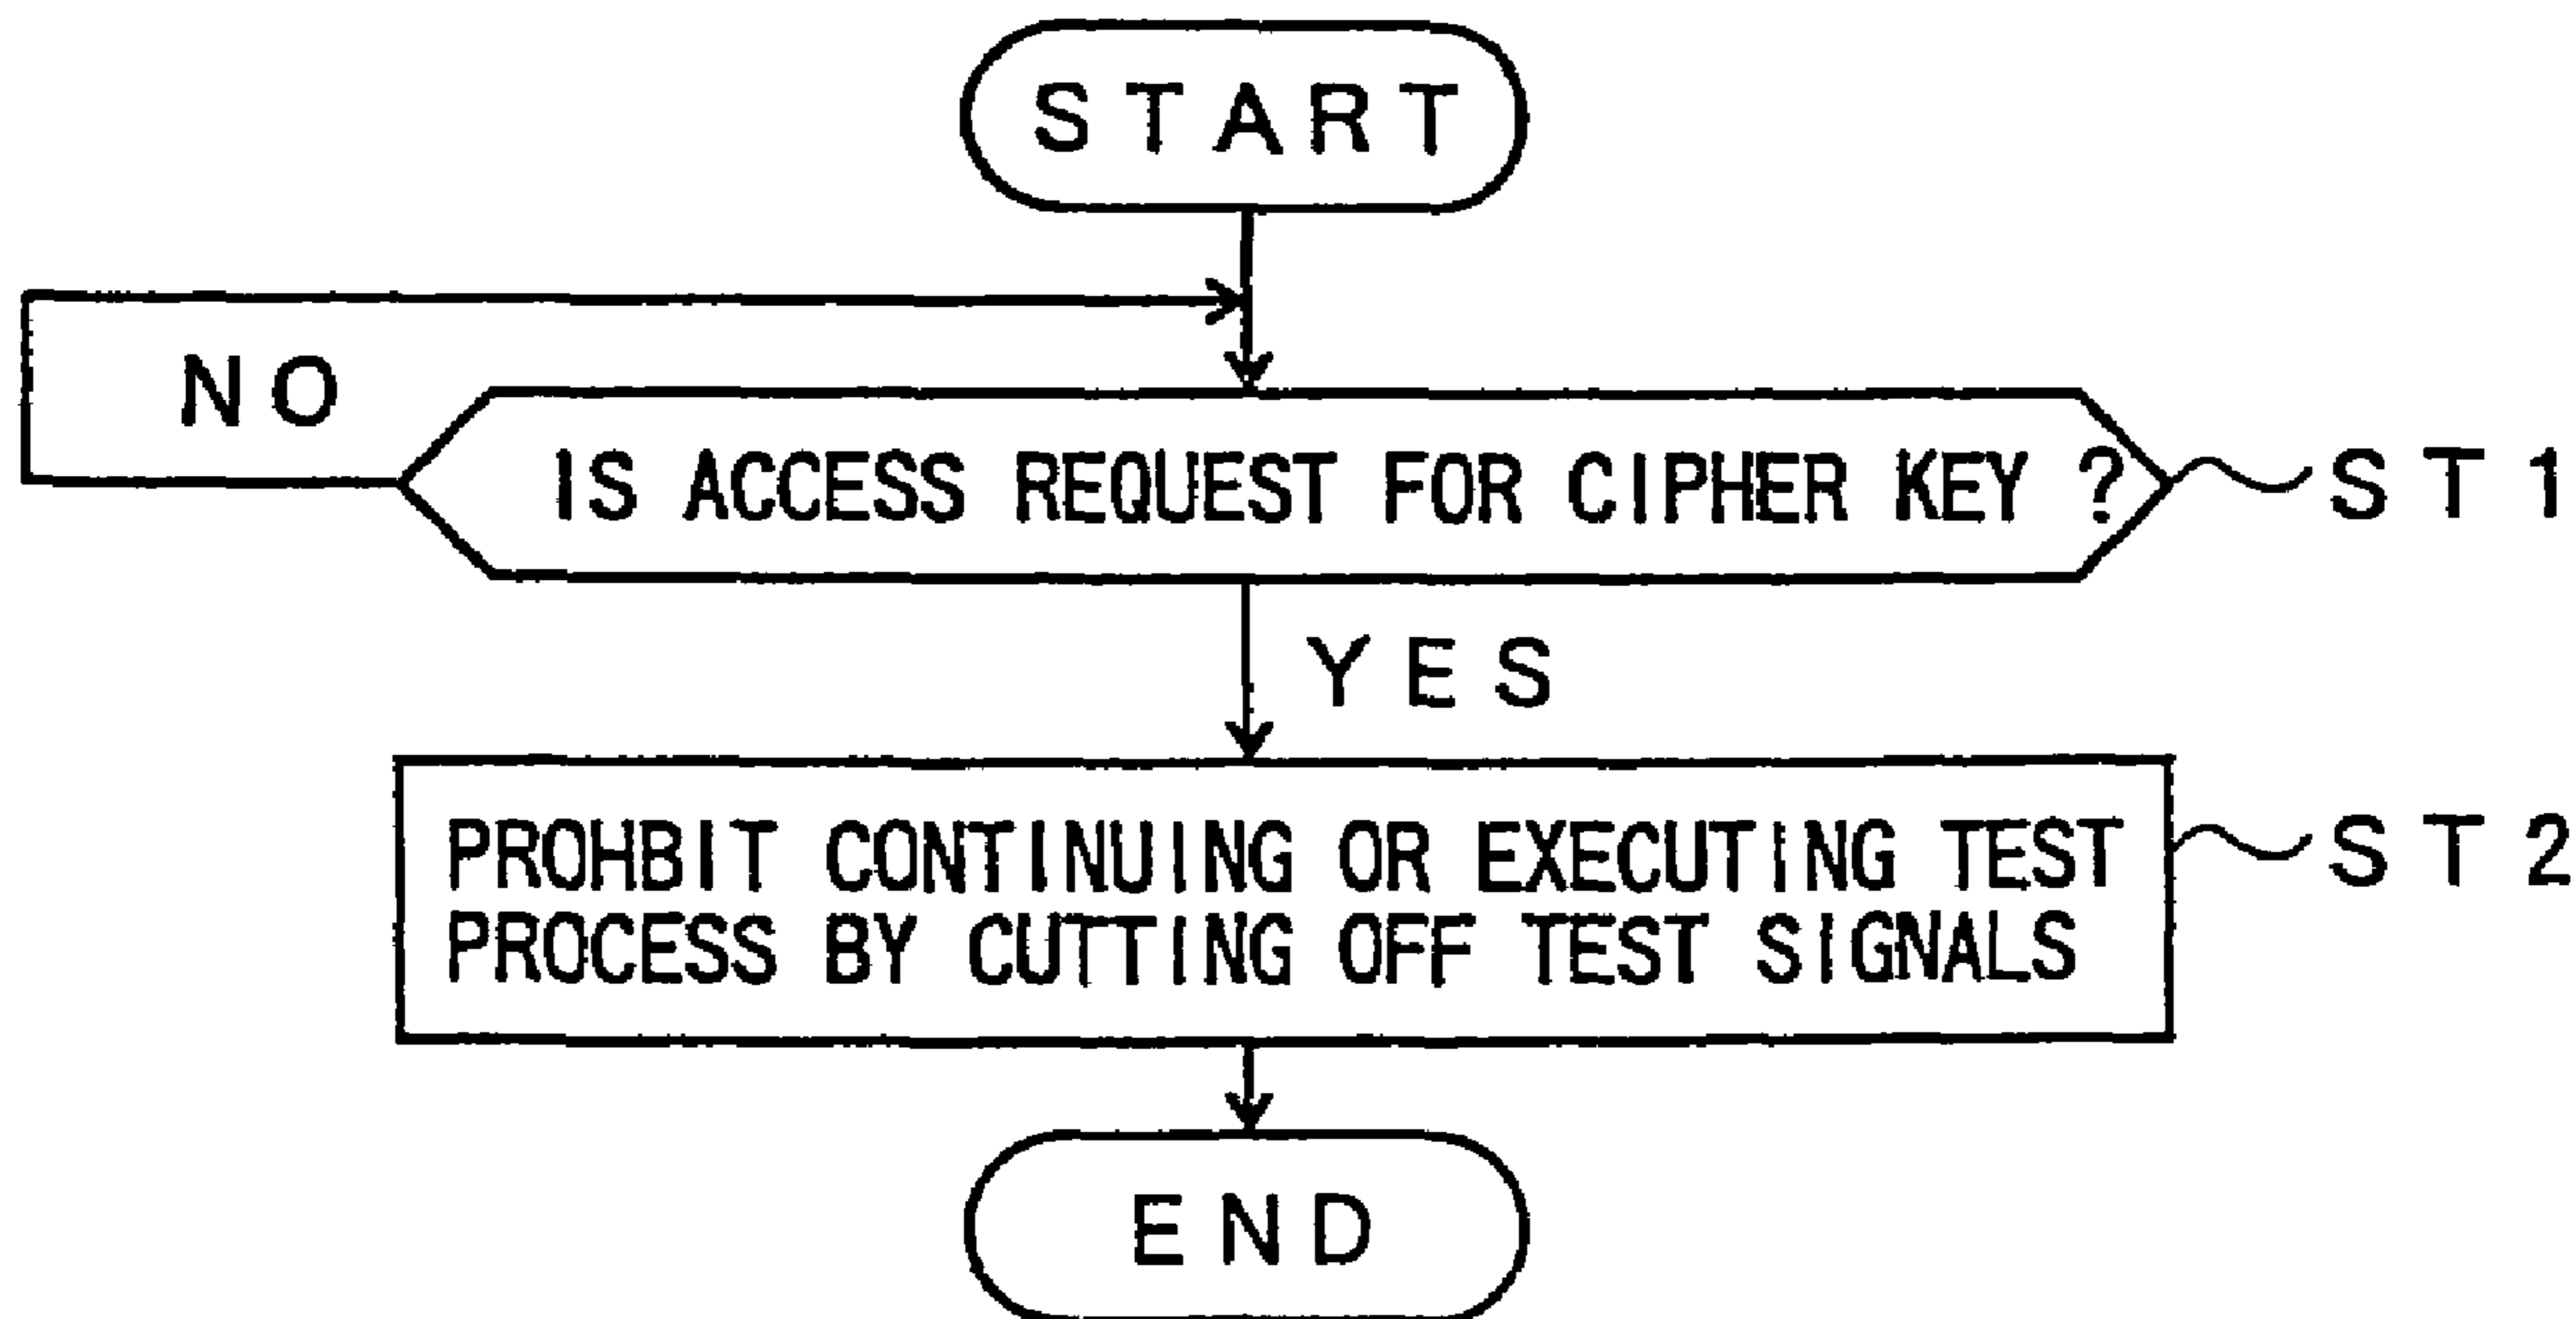 START
NO
IS ACCESS REQUEST FOR CIPHER KEY ?
ST1
YES
PROHBIT CONTINUING OR EXECUTING TEST
PROCESS BY CUTTING OFF TEST SIGNALS
ST2
END